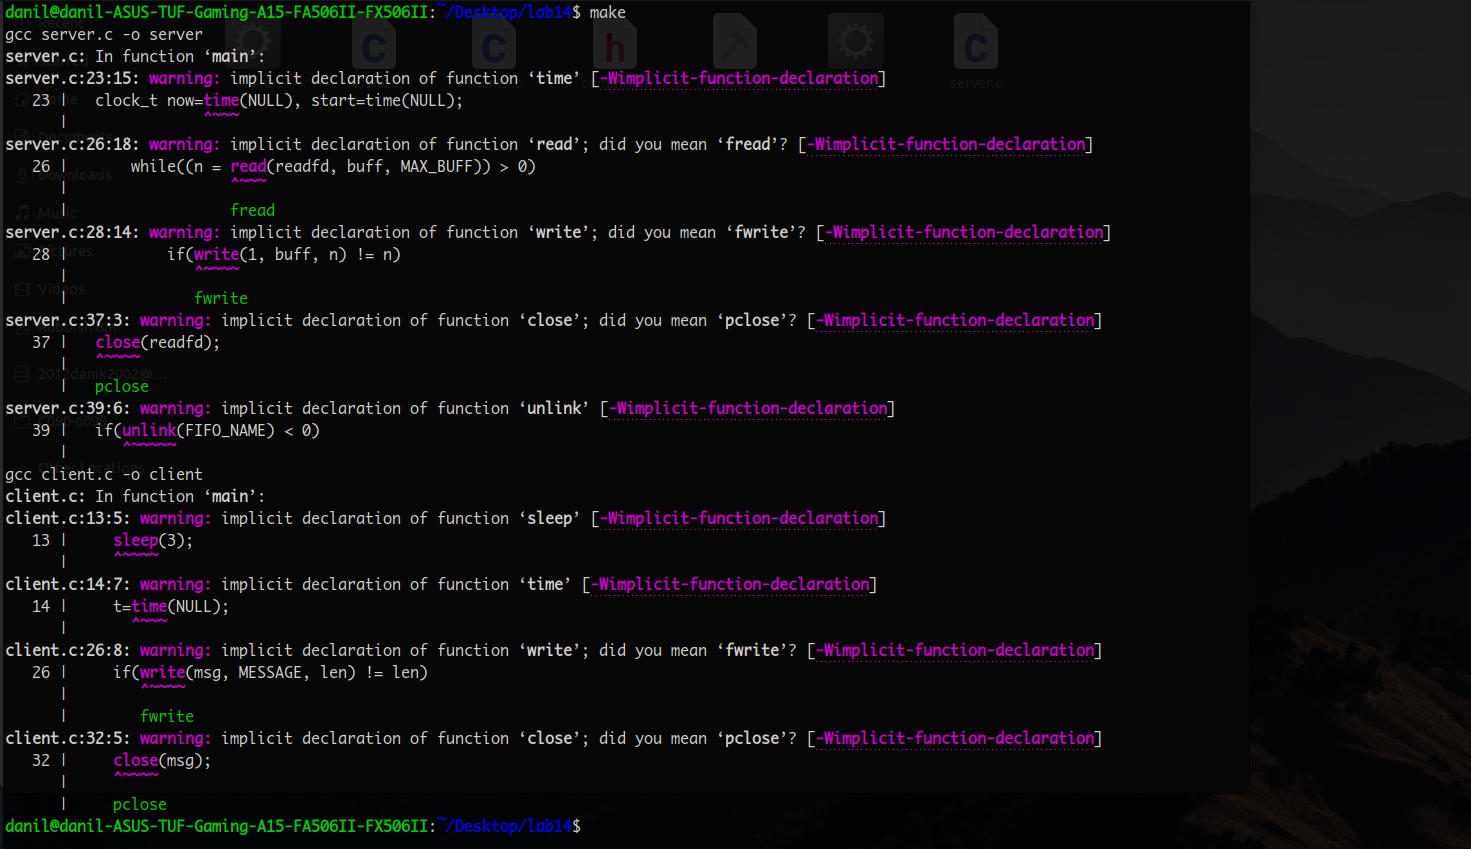 danil@danil-ASUS-TUF-Gaming-A15-FA506II-FX506II:~/Desktop/lab14$ make
gcc server.c -o server
server.c: In function ‘main’:
server.c:23:15: warning: implicit declaration of function ‘time’ [-Wimplicit-function-declaration]
   23 |   clock_t now=time(NULL), start=time(NULL);
      |               ^~~~
server.c:26:18: warning: implicit declaration of function ‘read’; did you mean ‘fread’? [-Wimplicit-function-declaration]
   26 |       while((n = read(readfd, buff, MAX_BUFF)) > 0)
      |                  ^~~~
      |                  fread
server.c:28:14: warning: implicit declaration of function ‘write’; did you mean ‘fwrite’? [-Wimplicit-function-declaration]
   28 |           if(write(1, buff, n) != n)
      |              ^~~~~
      |              fwrite
server.c:37:3: warning: implicit declaration of function ‘close’; did you mean ‘pclose’? [-Wimplicit-function-declaration]
   37 |   close(readfd);
      |   ^~~~~
      |   pclose
server.c:39:6: warning: implicit declaration of function ‘unlink’ [-Wimplicit-function-declaration]
   39 |   if(unlink(FIFO_NAME) < 0)
      |      ^~~~~~
gcc client.c -o client
client.c: In function ‘main’:
client.c:13:5: warning: implicit declaration of function ‘sleep’ [-Wimplicit-function-declaration]
   13 |     sleep(3);
      |     ^~~~~
client.c:14:7: warning: implicit declaration of function ‘time’ [-Wimplicit-function-declaration]
   14 |     t=time(NULL);
      |       ^~~~
client.c:26:8: warning: implicit declaration of function ‘write’; did you mean ‘fwrite’? [-Wimplicit-function-declaration]
   26 |     if(write(msg, MESSAGE, len) != len)
      |        ^~~~~
      |        fwrite
client.c:32:5: warning: implicit declaration of function ‘close’; did you mean ‘pclose’? [-Wimplicit-function-declaration]
   32 |     close(msg);
      |     ^~~~~
      |     pclose
danil@danil-ASUS-TUF-Gaming-A15-FA506II-FX506II:~/Desktop/lab14$
server.c
Downloads
Music
Videos